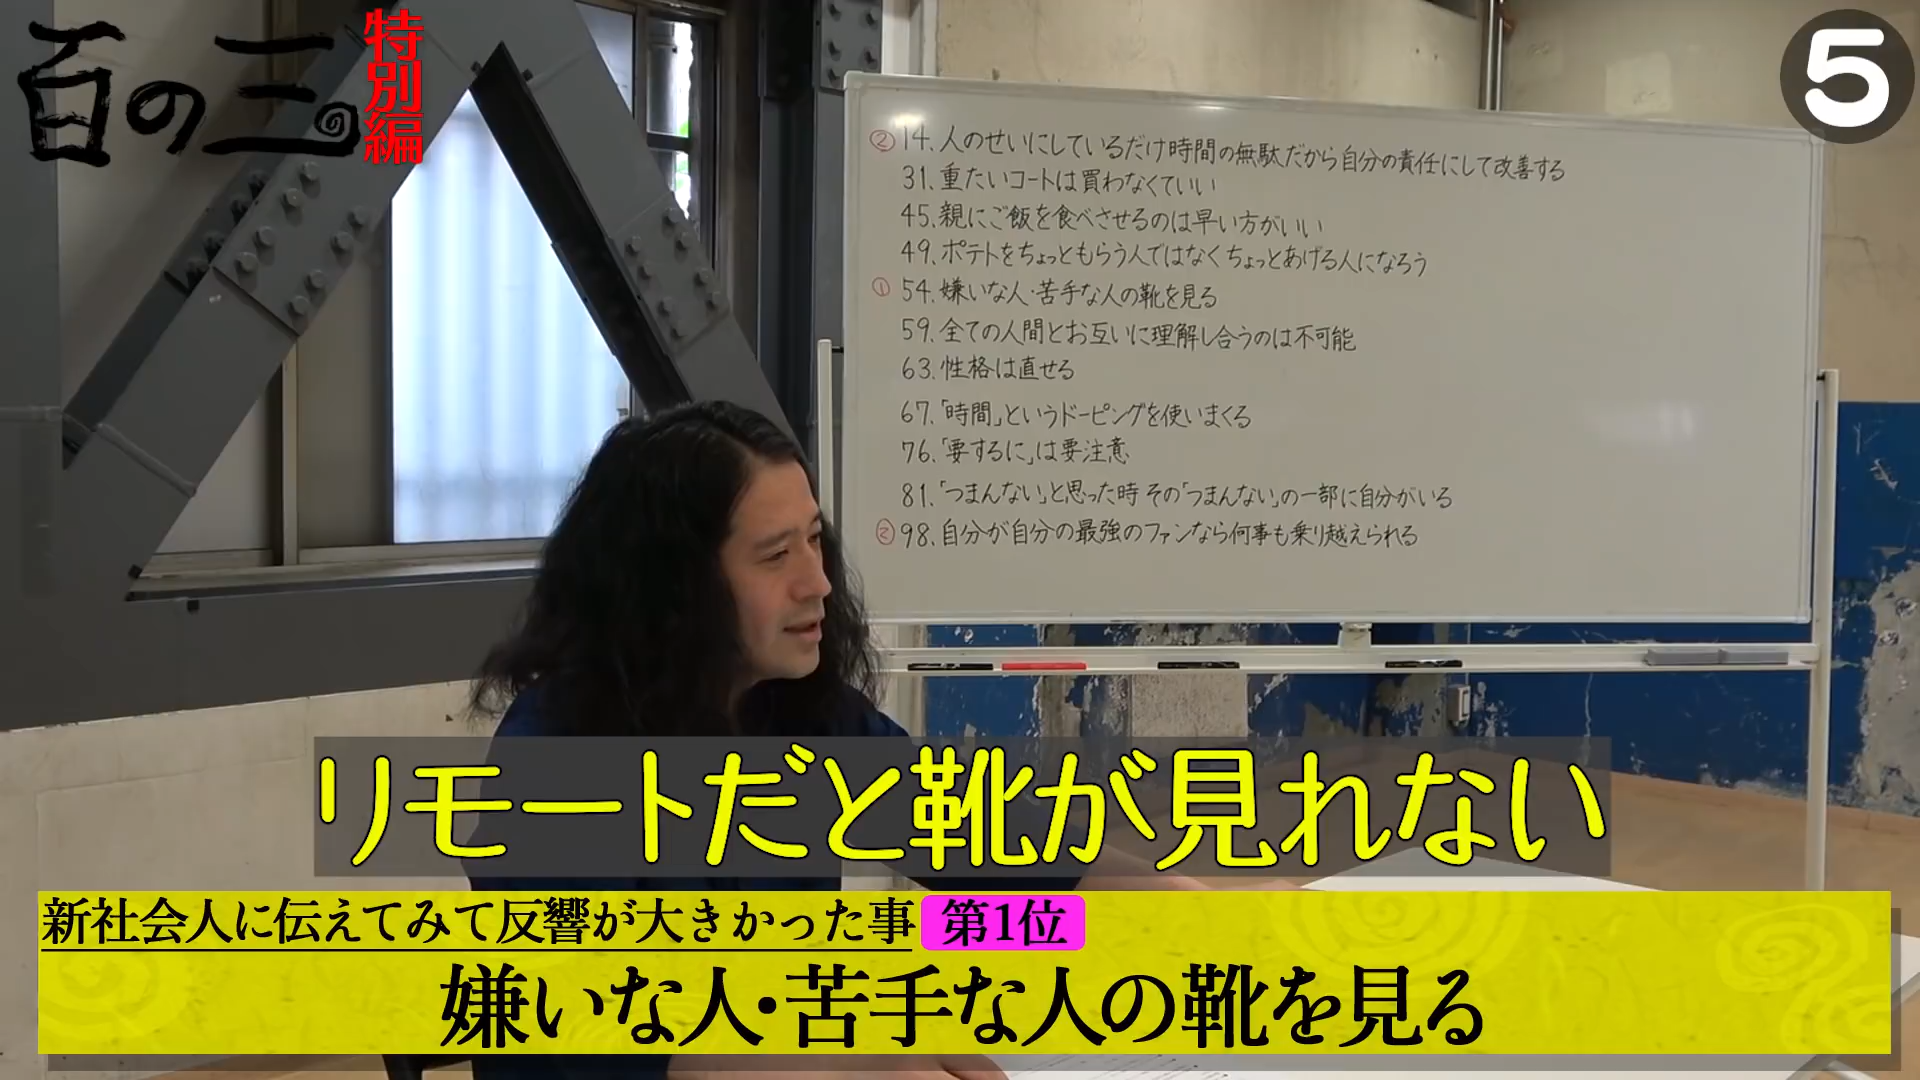 百の三
特別編
5
② 14. 人のせいにしているだけ時間の無駄だから自分の責任にして改善する
31. 重たいコートは買わなくていい
45. 親にご飯を食べさせるのは早い方がいい
49. ポテトをちょっともらう人ではなくちょっとあげる人になろう
① 54. 嫌いな人・苦手な人の靴を見る
59. 全ての人間とお互いに理解し合うのは不可能
63. 性格は直せる
67. 「時間」というドーピングを使いまくる
76. 「要するに」は要注意
81. 「つまんない」と思った時 その「つまんない」の一部に自分がいる
② 98. 自分が自分の最強のファンなら何事も乗り越えられる
リモートだと靴が見れない
新社会人に伝えてみて反響が大きかった事 第1位
嫌いな人・苦手な人の靴を見る